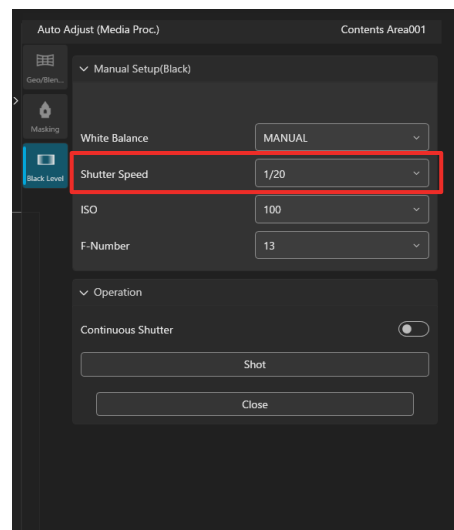 Auto Adjust (Media Proc.) Contents Area001
Geo/Blen...
Manual Setup(Black)
Masking
White Balance MANUAL
Black Level
Shutter Speed 1/20
ISO 100
F-Number 13
Operation
Continuous Shutter
Shot
Close